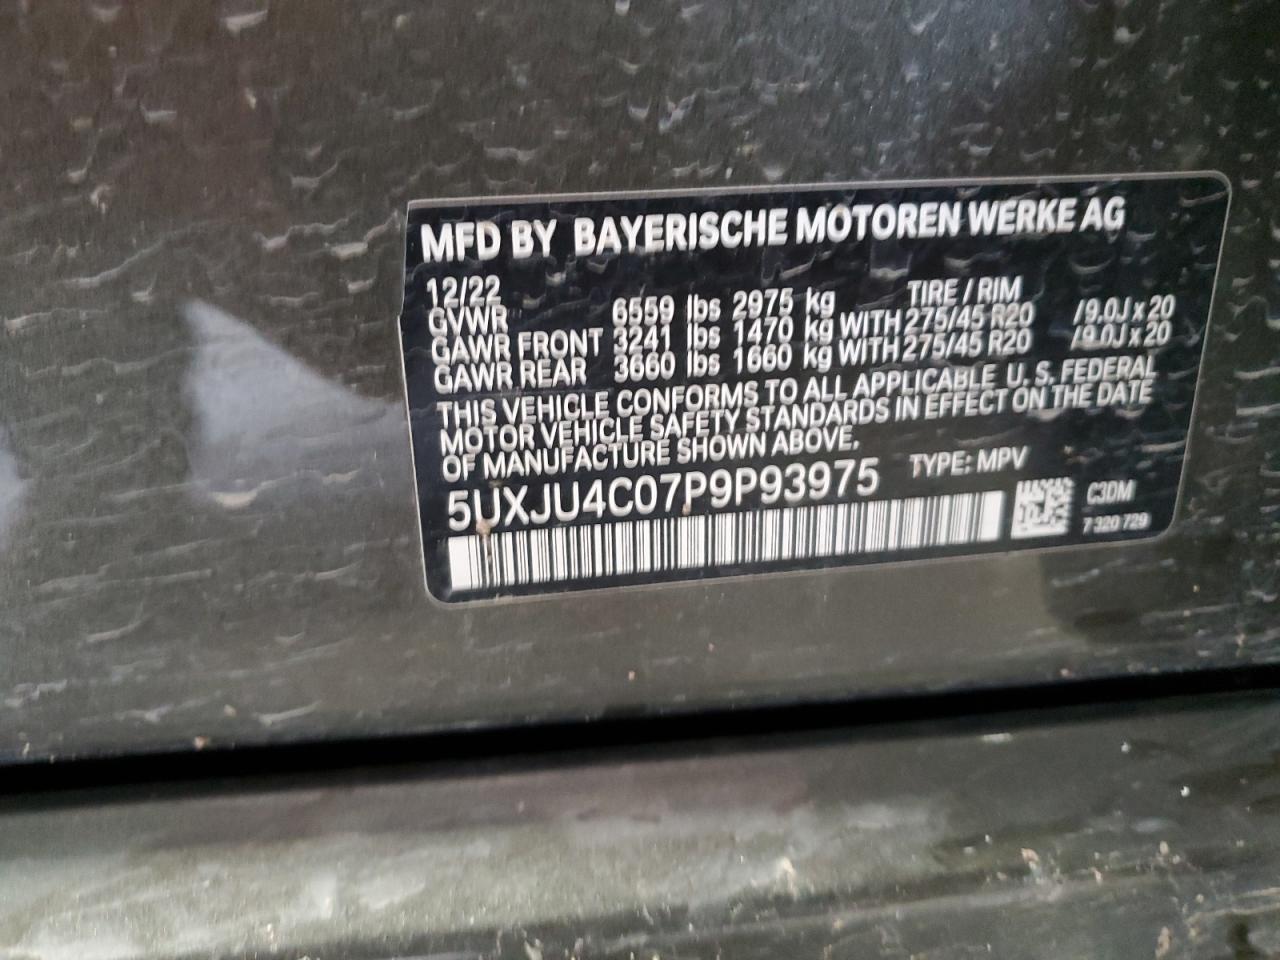 MFD BY BAYERISCHE MOTOREN WERKE AG
12/22 TIRE / RIM
GVWR 6559 lbs 2975 kg
GAWR FRONT 3241 lbs 1470 kg WITH 275/45 R20 /9.0J x 20
GAWR REAR 3660 lbs 1660 kg WITH 275/45 R20 /9.0J x 20
THIS VEHICLE CONFORMS TO ALL APPLICABLE U.S. FEDERAL
MOTOR VEHICLE SAFETY STANDARDS IN EFFECT ON THE DATE
OF MANUFACTURE SHOWN ABOVE.
5UXJU4C07P9P93975 TYPE: MPV
C3DM
7 320 729